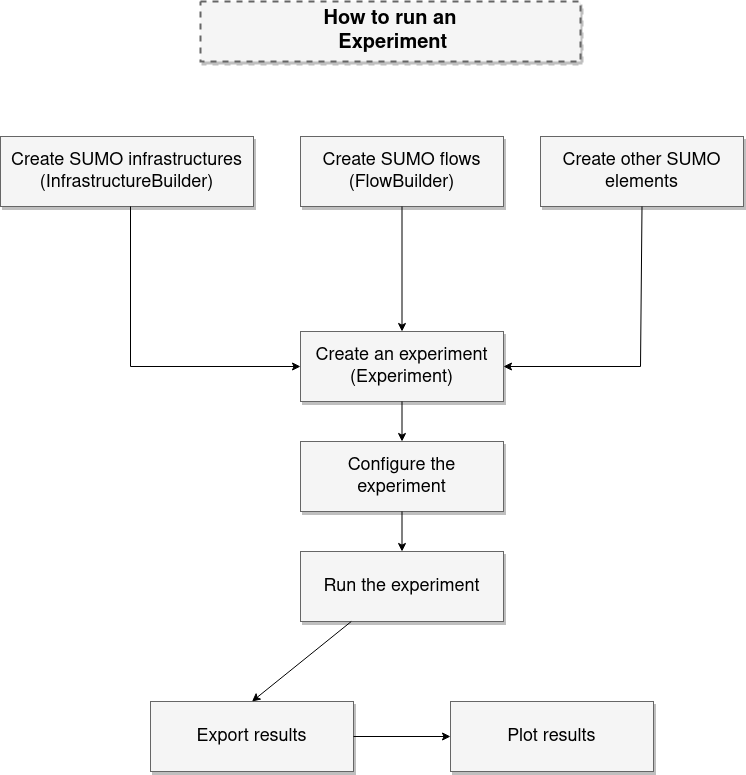 How to run an
Experiment
Create SUMO infrastructures
(InfrastructureBuilder)
Create SUMO flows
(FlowBuilder)
Create other SUMO
elements
Create an experiment
(Experiment)
Configure the
experiment
Run the experiment
Export results
Plot results